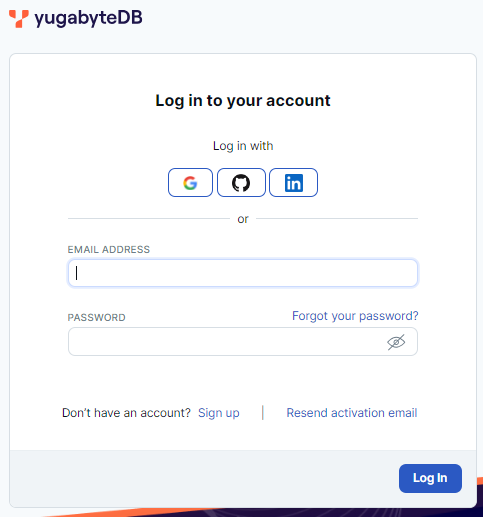 yugabyteDB
Log in to your account
Log in with
or
EMAIL ADDRESS
PASSWORD Forgot your password?
Don't have an account? Sign up | Resend activation email
Log In